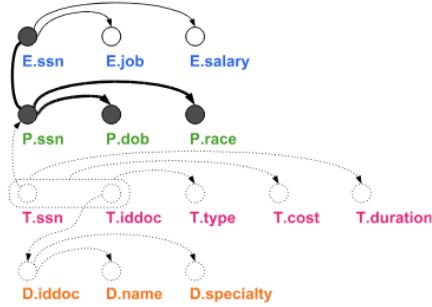 E.ssn E.job E.salary
P.ssn P.dob P.race
T.ssn T.iddoc T.type T.cost T.duration
D.iddoc D.name D.specialty